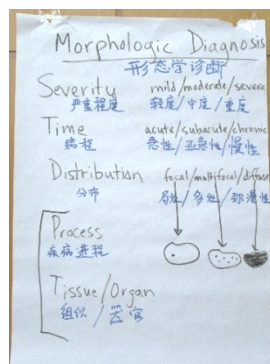 Morphologic Diagnosis
形态学诊断
Severity mild/moderate/severe
严重程度 轻度/中度/重度
Time acute/subacute/chronic
病程 急性/亚急性/慢性
Distribution focal/multifocal/diffuse
分布 局灶/多灶/弥漫性
Process
疾病进程
Tissue/Organ
组织/器官